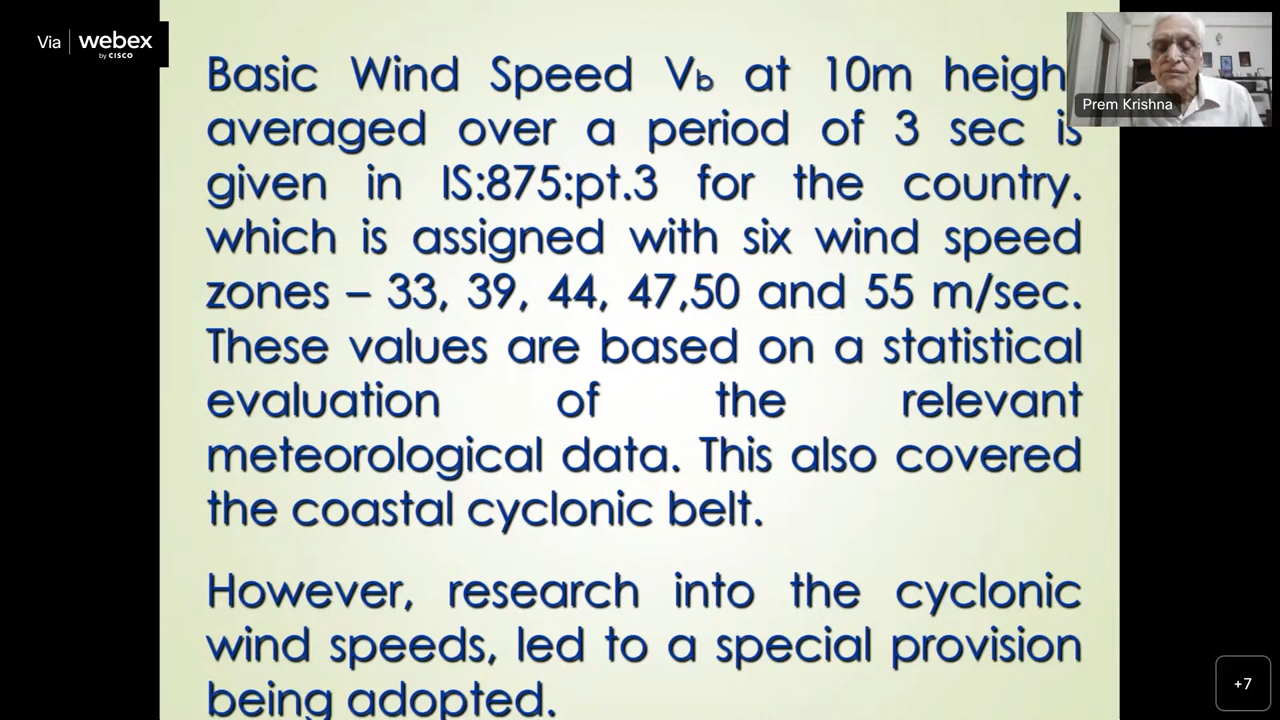 Via webex
by CISCO
Prem Krishna
Basic Wind Speed Vb at 10m heigh
averaged over a period of 3 sec is
given in IS:875:pt.3 for the country.
which is assigned with six wind speed
zones – 33, 39, 44, 47,50 and 55 m/sec.
These values are based on a statistical
evaluation of the relevant
meteorological data. This also covered
the coastal cyclonic belt.
However, research into the cyclonic
wind speeds, led to a special provision
being adopted.
+7